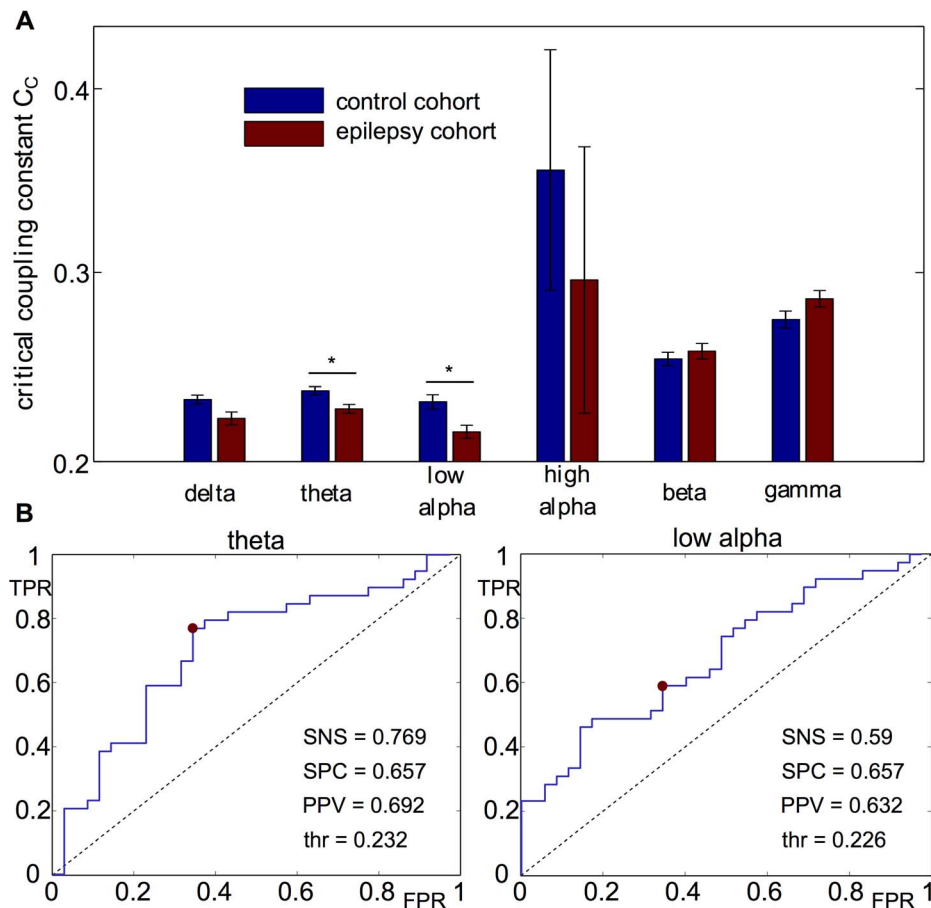 A
critical coupling constant C_C
0.4
0.3
0.2
control cohort
epilepsy cohort
*
*
delta
theta
low
alpha
high
alpha
beta
gamma
B
theta
1
TPR
0.8
0.6
0.4
0.2
0
SNS = 0.769
SPC = 0.657
PPV = 0.692
thr = 0.232
0 0.2 0.4 0.6 0.8 1
FPR
low alpha
1
TPR
0.8
0.6
0.4
0.2
0
SNS = 0.59
SPC = 0.657
PPV = 0.632
thr = 0.226
0 0.2 0.4 0.6 0.8 1
FPR